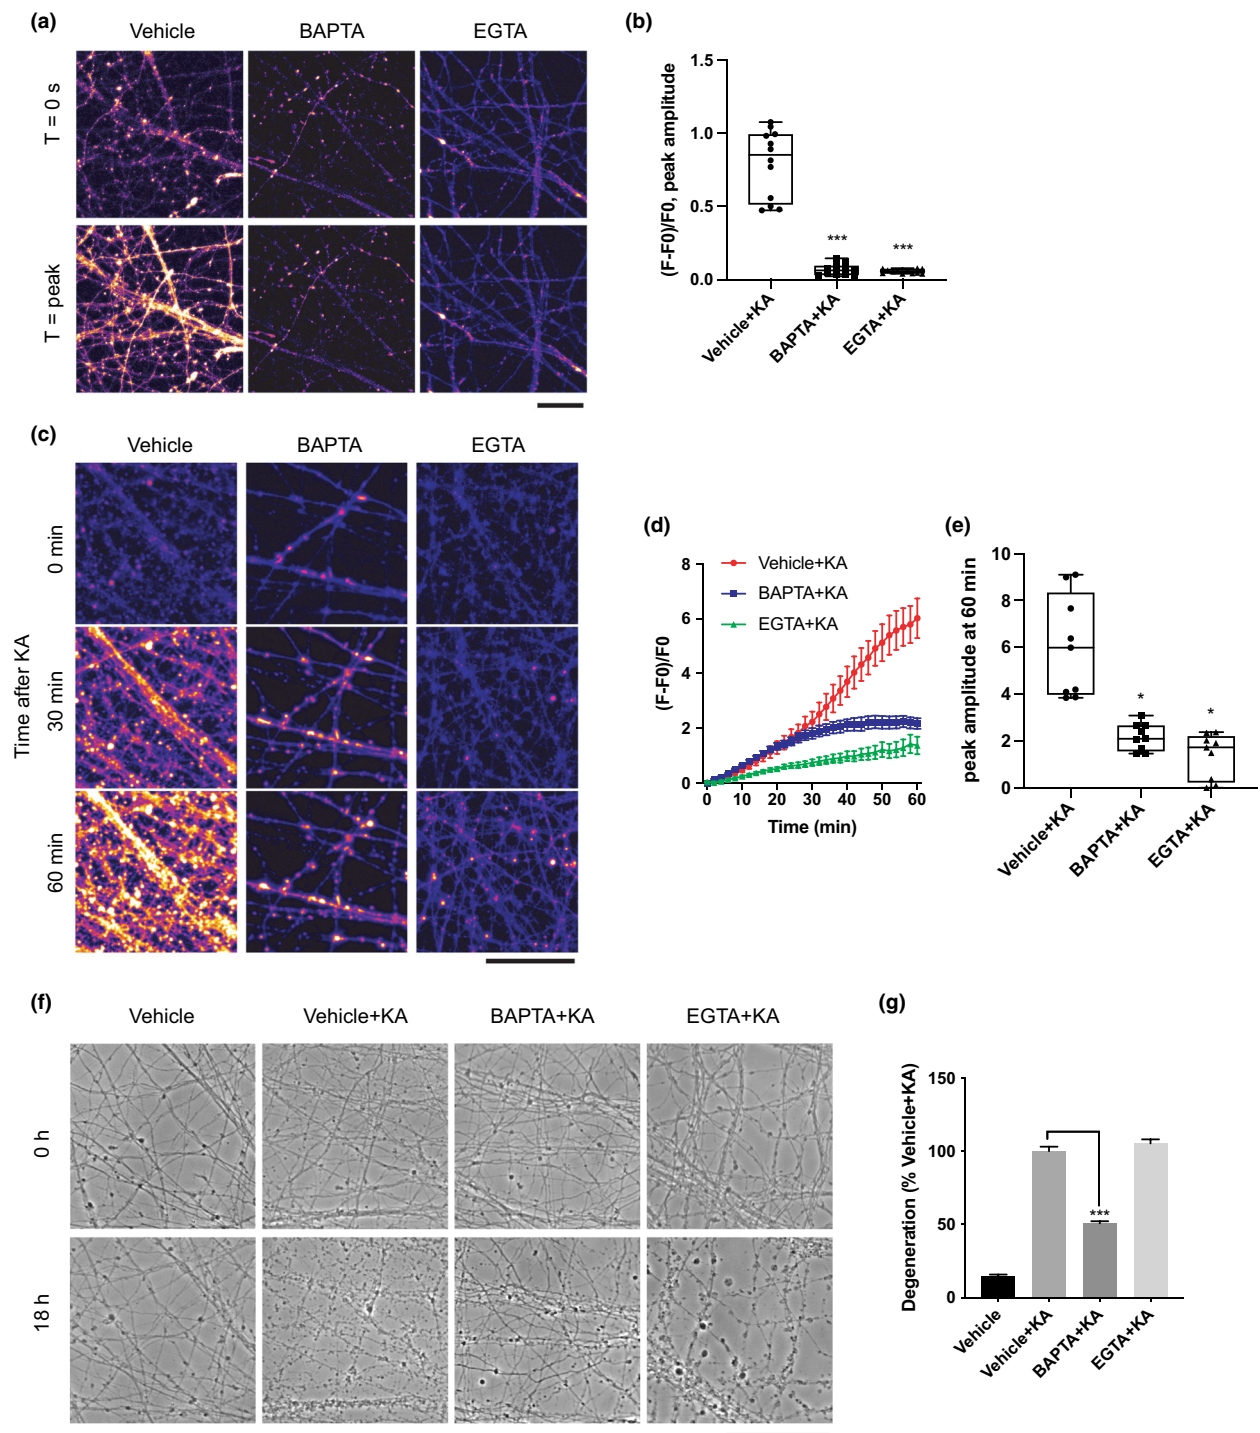 (a)
Vehicle
BAPTA
EGTA
T = 0 s
T = peak
(b)
(F-F0)/F0, peak amplitude
1.5
1.0
0.5
0.0
***
***
Vehicle+KA
BAPTA+KA
EGTA+KA
(c)
Vehicle
BAPTA
EGTA
Time after KA
0 min
30 min
60 min
(d)
(F-F0)/F0
8
6
4
2
0
Vehicle+KA
BAPTA+KA
EGTA+KA
0 10 20 30 40 50 60
Time (min)
(e)
peak amplitude at 60 min
10
8
6
4
2
0
*
*
Vehicle+KA
BAPTA+KA
EGTA+KA
(f)
Vehicle
Vehicle+KA
BAPTA+KA
EGTA+KA
0 h
18 h
(g)
Degeneration (% Vehicle+KA)
150
100
50
0
***
Vehicle
Vehicle+KA
BAPTA+KA
EGTA+KA